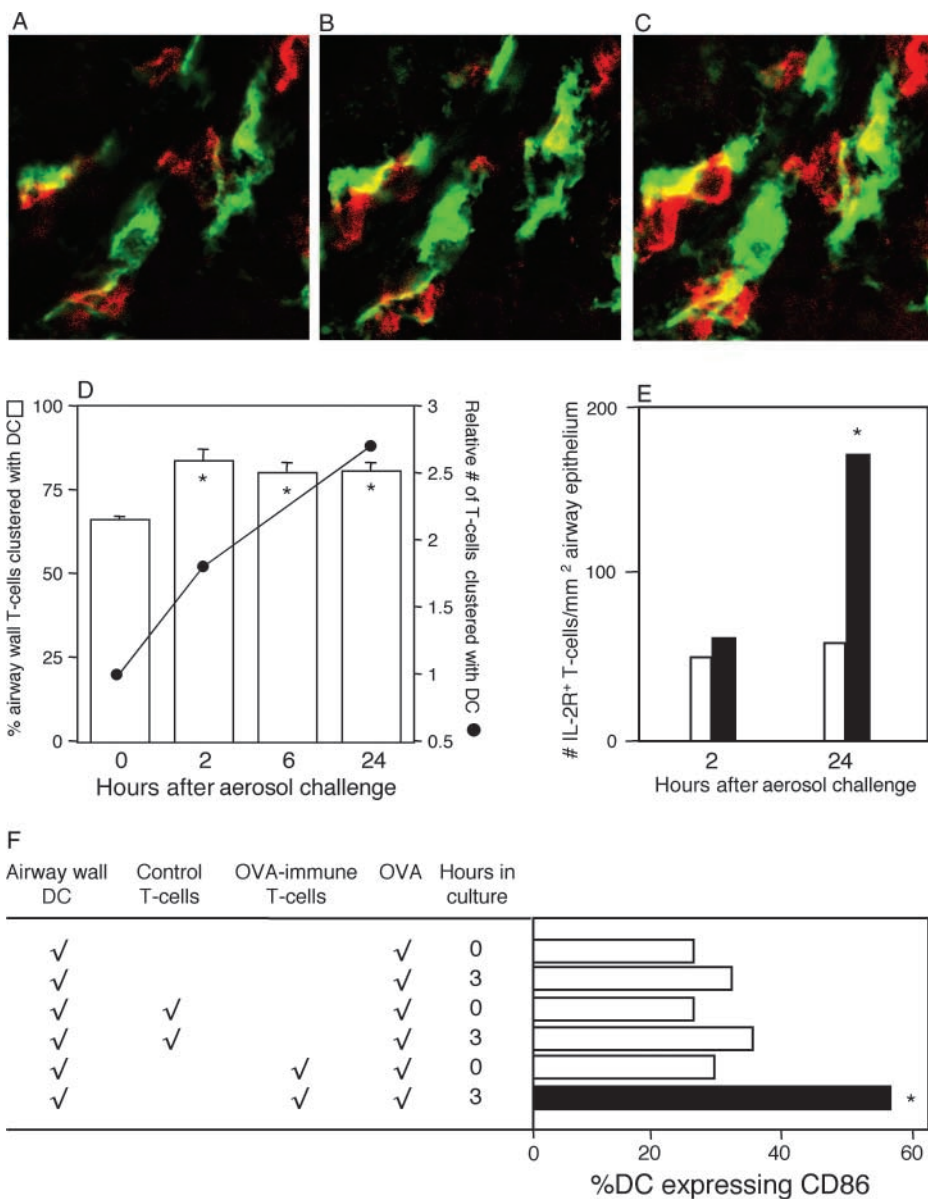 A
B
C
D
% airway wall T-cells clustered with DC □
100
75
50
25
0
3
2.5
2
1.5
1
0.5
Relative # of T-cells clustered with DC ●
*
*
*
0 2 6 24
Hours after aerosol challenge
E
# IL-2R⁺ T-cells/mm ² airway epithelium
200
100
0
*
2 24
Hours after aerosol challenge
F
Airway wall DC
Control T-cells
OVA-immune T-cells
OVA
Hours in culture
√ √ 0
√ √ 3
√ √ √ 0
√ √ √ 3
√ √ √ 0
√ √ √ 3 *
0 20 40 60
%DC expressing CD86